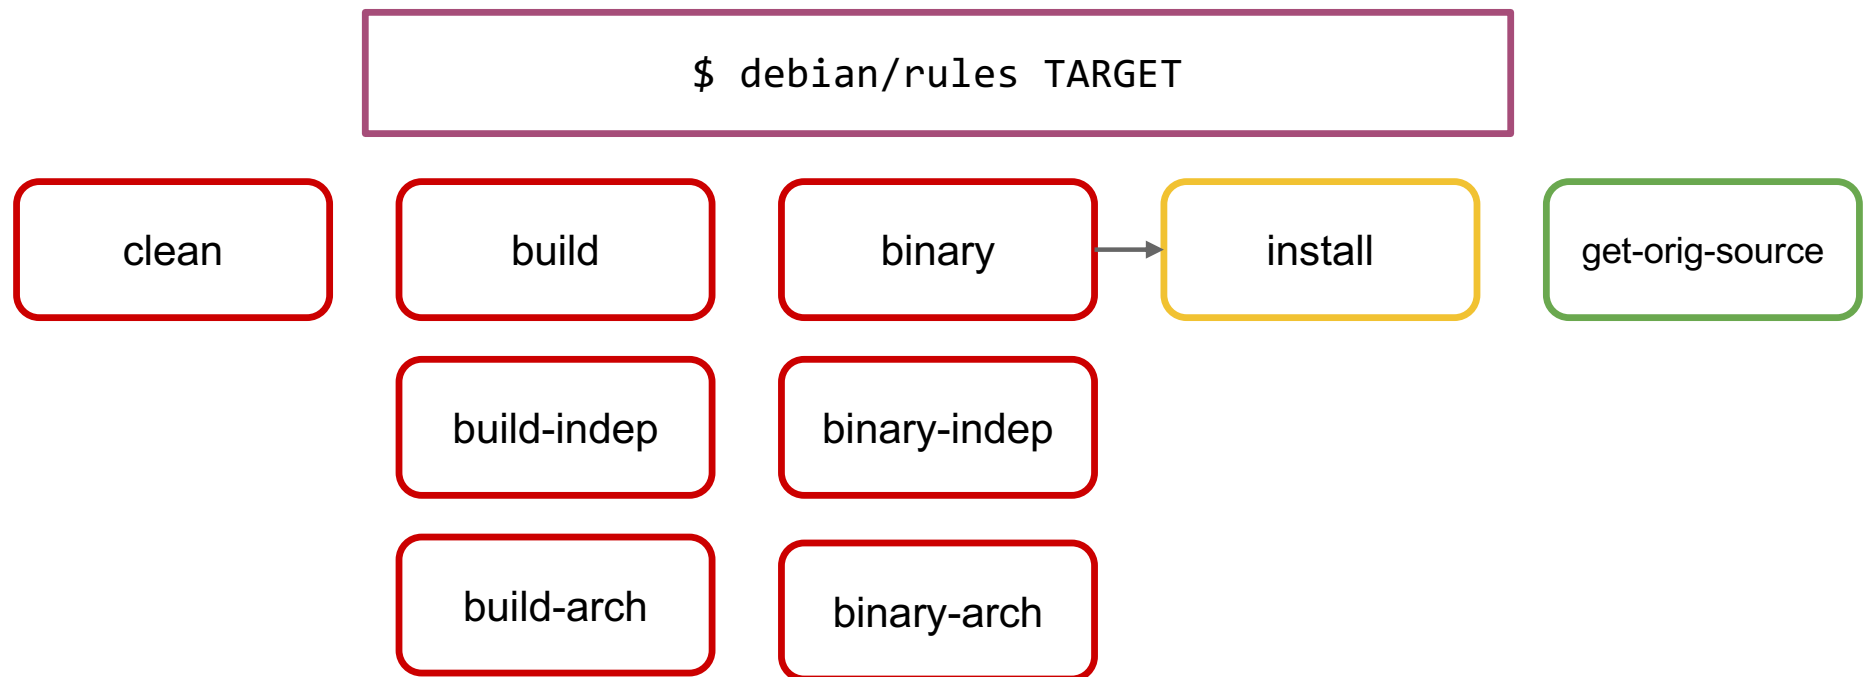 $ debian/rules TARGET
clean
build
binary
install
get-orig-source
build-indep
binary-indep
build-arch
binary-arch